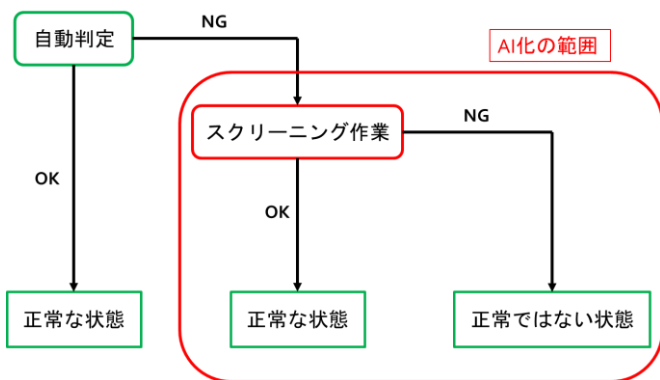 自動判定
NG
AI化の範囲
スクリーニング作業
NG
OK
OK
正常な状態
正常な状態
正常ではない状態